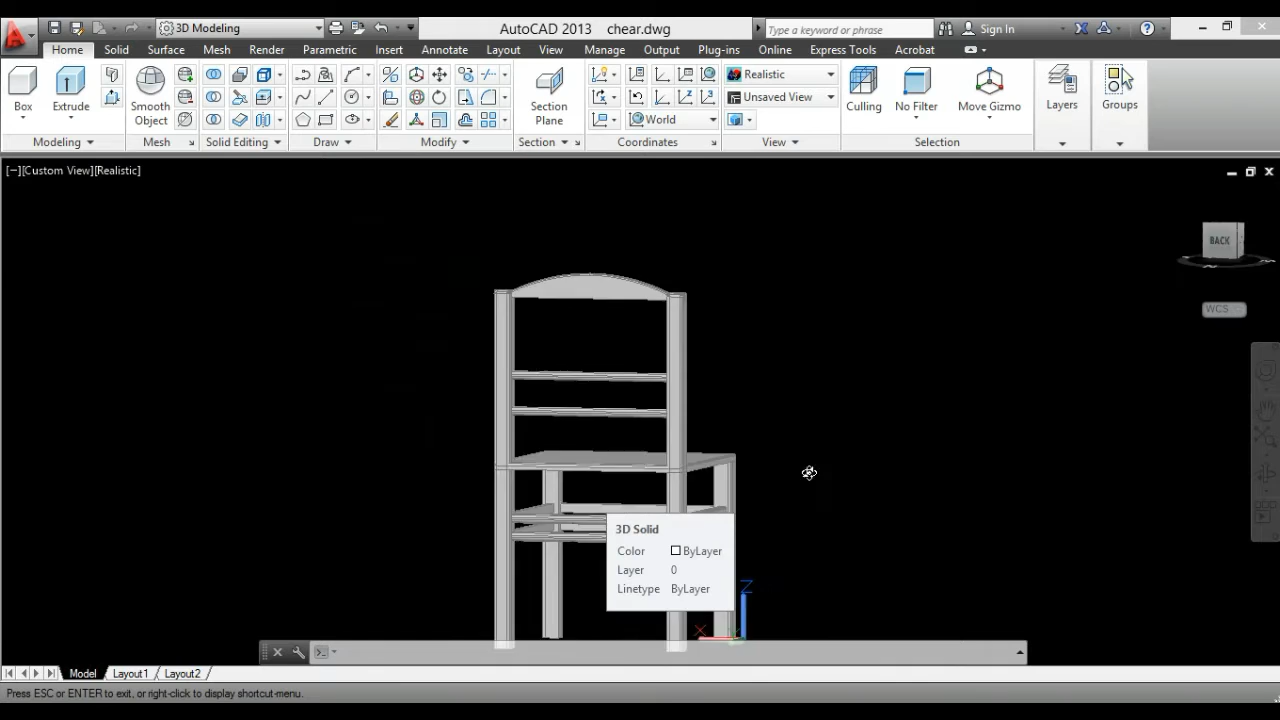 3D Modeling
AutoCAD 2013 chear.dwg
Type a keyword or phrase
Sign In
Home Solid Surface Mesh Render Parametric Insert Annotate Layout View Manage Output Plug-ins Online Express Tools Acrobat
Box
Extrude
Smooth
Object
Section
Plane
World
Realistic
Unsaved View
Culling
No Filter
Move Gizmo
Layers
Groups
Modeling Mesh Solid Editing Draw Modify Section Coordinates View Selection
[−][Custom View][Realistic]
BACK
WCS
3D Solid
Color ByLayer
Layer 0
Linetype ByLayer
Z
X
Model Layout1 Layout2
Press ESC or ENTER to exit, or right-click to display shortcut-menu.